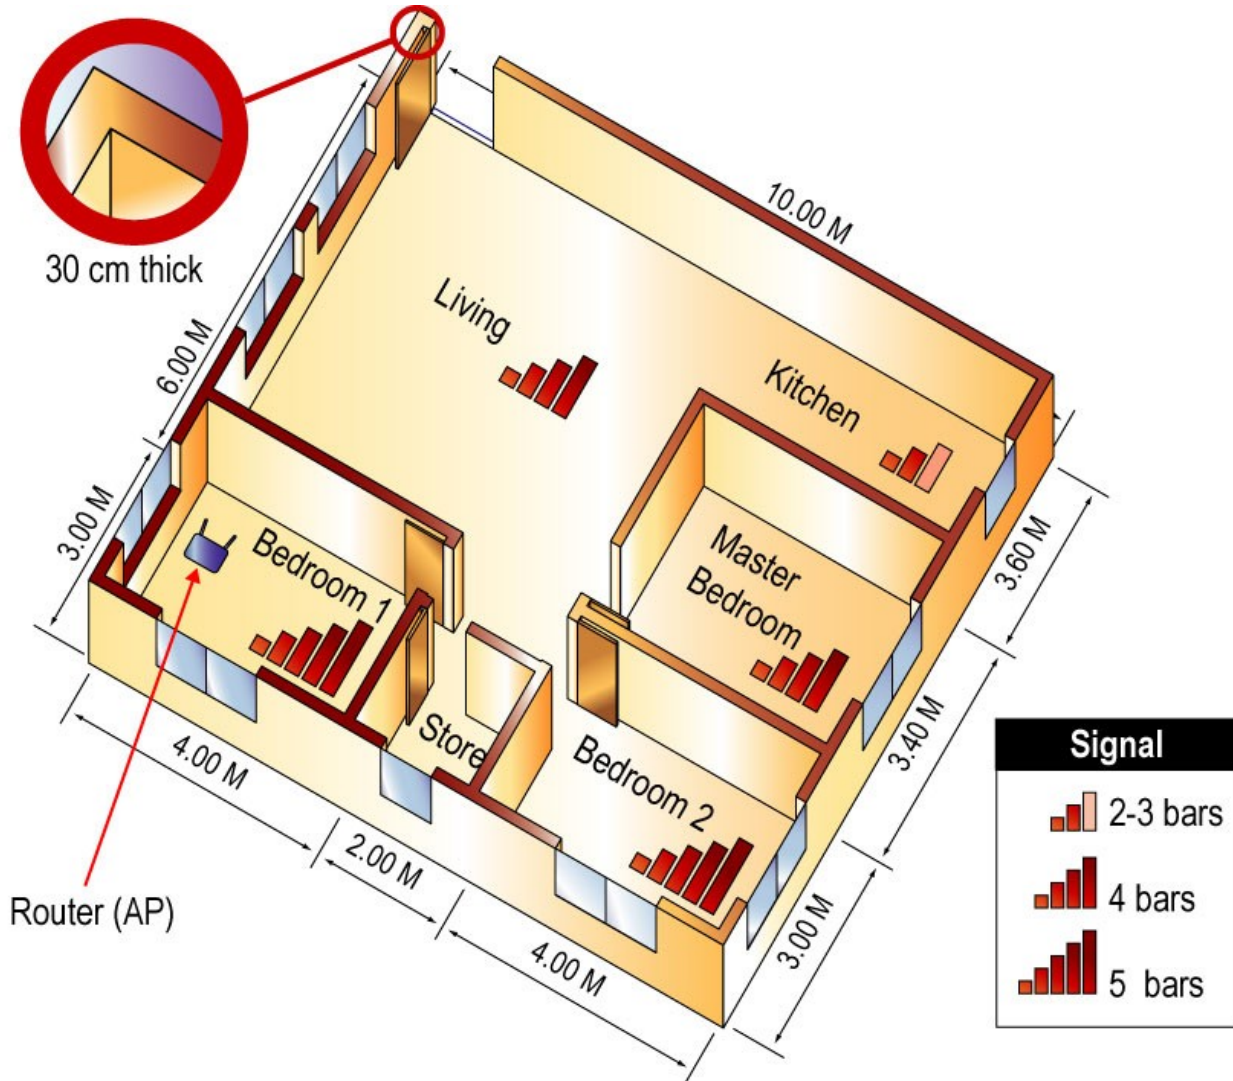 30 cm thick
10.00 M
6.00 M
Living
Kitchen
3.00 M
Bedroom 1
Master
Bedroom
3.60 M
Store
Bedroom 2
3.40 M
4.00 M
2.00 M
4.00 M
3.00 M
Router (AP)
Signal
2-3 bars
4 bars
5 bars